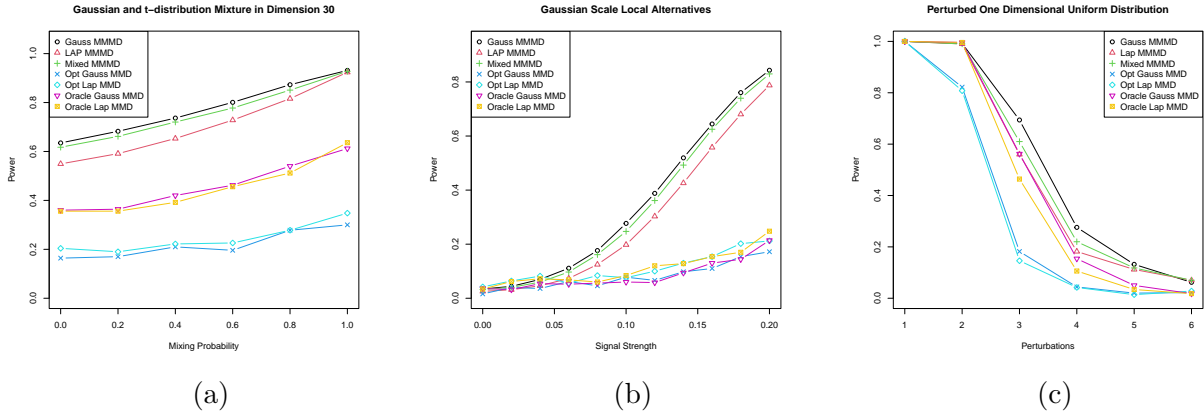 Gaussian and t−distribution Mixture in Dimension 30
Power
1.0
0.8
0.6
0.4
0.2
0.0
Gauss MMMD
LAP MMMD
Mixed MMMD
Opt Gauss MMD
Opt Lap MMD
Oracle Gauss MMD
Oracle Lap MMD
0.0 0.2 0.4 0.6 0.8 1.0
Mixing Probability
(a)
Gaussian Scale Local Alternatives
Power
0.8
0.6
0.4
0.2
0.0
Gauss MMMD
LAP MMMD
Mixed MMMD
Opt Gauss MMD
Opt Lap MMD
Oracle Gauss MMD
Oracle Lap MMD
0.00 0.05 0.10 0.15 0.20
Signal Strength
(b)
Perturbed One Dimensional Uniform Distribution
Power
1.0
0.8
0.6
0.4
0.2
0.0
Gauss MMMD
Lap MMMD
Mixed MMMD
Opt Gauss MMD
Opt Lap MMD
Oracle Gauss MMD
Oracle Lap MMD
1 2 3 4 5 6
Perturbations
(c)